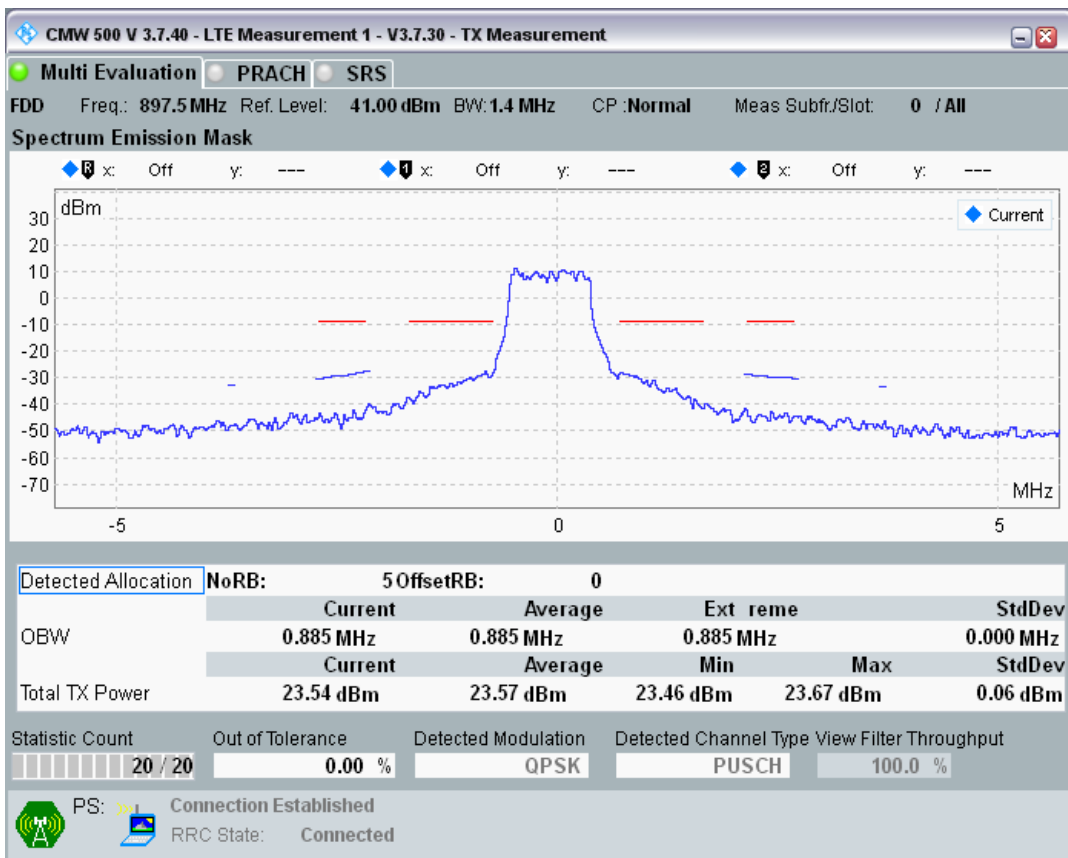 CMW 500 V 3.7.40 - LTE Measurement 1 - V3.7.30 - TX Measurement
Multi Evaluation PRACH SRS
FDD Freq.: 897.5 MHz Ref. Level: 41.00 dBm BW: 1.4 MHz CP :Normal Meas Subfr./Slot: 0 / All
Spectrum Emission Mask
R x: Off y: --- 1 x: Off y: --- 2 x: Off y: ---
dBm
Current
30
20
10
0
-10
-20
-30
-40
-50
-60
-70
MHz
-5 0 5
Detected Allocation NoRB: 5 OffsetRB: 0
Current Average Ext reme StdDev
OBW 0.885 MHz 0.885 MHz 0.885 MHz 0.000 MHz
Current Average Min Max StdDev
Total TX Power 23.54 dBm 23.57 dBm 23.46 dBm 23.67 dBm 0.06 dBm
Statistic Count Out of Tolerance Detected Modulation Detected Channel Type View Filter Throughput
20 / 20 0.00 % QPSK PUSCH 100.0 %
PS: Connection Established
RRC State: Connected